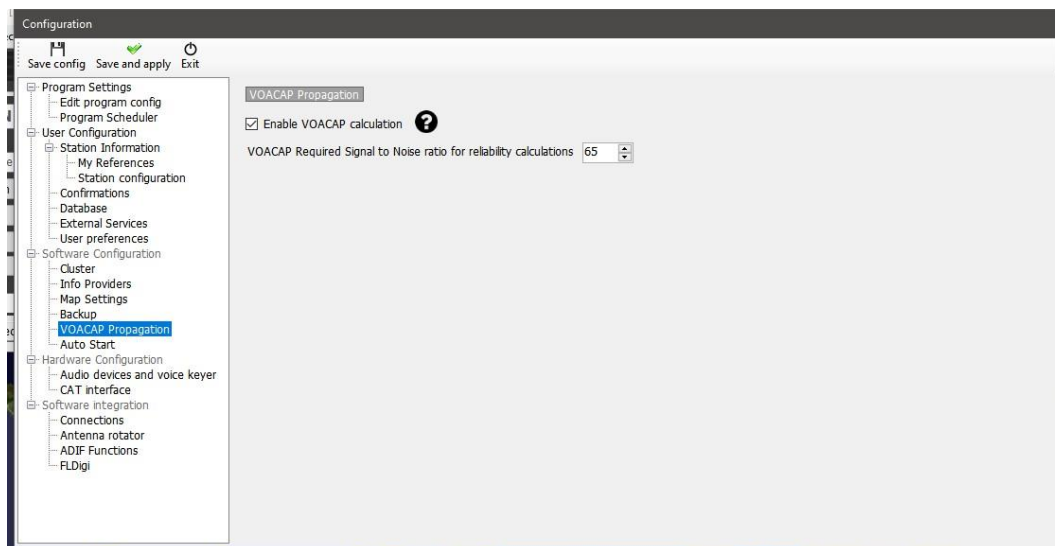 Configuration
Save config Save and apply Exit
Program Settings
Edit program config
Program Scheduler
User Configuration
Station Information
My References
Station configuration
Confirmations
Database
External Services
User preferences
Software Configuration
Cluster
Info Providers
Map Settings
Backup
VOACAP Propagation
Auto Start
Hardware Configuration
Audio devices and voice keyer
CAT interface
Software integration
Connections
Antenna rotator
ADIF Functions
FLDigi
VOACAP Propagation
Enable VOACAP calculation ?
VOACAP Required Signal to Noise ratio for reliability calculations 65